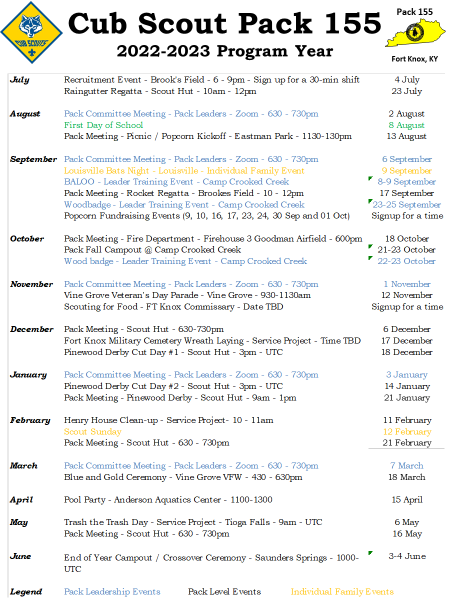 Cub Scout Pack 155
2022-2023 Program Year
Pack 155
Fort Knox, KY
CUB SCOUTS
July
Recruitment Event - Brook's Field - 6 - 9pm - Sign up for a 30-min shift 4 July
Raingutter Regatta - Scout Hut - 10am - 12pm 23 July
August
Pack Committee Meeting - Pack Leaders - Zoom - 630 - 730pm 2 August
First Day of School 8 August
Pack Meeting - Picnic / Popcorn Kickoff - Eastman Park - 1130-130pm 13 August
September
Pack Committee Meeting - Pack Leaders - Zoom - 630 - 730pm 6 September
Louisville Bats Night - Louisville - Individual Family Event 9 September
BALOO - Leader Training Event - Camp Crooked Creek 8-9 September
Pack Meeting - Rocket Regatta - Brookes Field - 10 - 12pm 17 September
Woodbadge - Leader Training Event - Camp Crooked Creek 23-25 September
Popcorn Fundraising Events (9, 10, 16, 17, 23, 24, 30 Sep and 01 Oct) Signup for a time
October
Pack Meeting - Fire Department - Firehouse 3 Goodman Airfield - 600pm 18 October
Pack Fall Campout @ Camp Crooked Creek 21-23 October
Wood badge - Leader Training Event - Camp Crooked Creek 22-23 October
November
Pack Committee Meeting - Pack Leaders - Zoom - 630 - 730pm 1 November
Vine Grove Veteran's Day Parade - Vine Grove - 930-1130am 12 November
Scouting for Food - FT Knox Commissary - Date TBD Signup for a time
December
Pack Meeting - Scout Hut - 630-730pm 6 December
Fort Knox Military Cemetery Wreath Laying - Service Project - Time TBD 17 December
Pinewood Derby Cut Day #1 - Scout Hut - 3pm - UTC 18 December
January
Pack Committee Meeting - Pack Leaders - Zoom - 630 - 730pm 3 January
Pinewood Derby Cut Day #2 - Scout Hut - 3pm - UTC 14 January
Pack Meeting - Pinewood Derby - Scout Hut - 9am - 1pm 21 January
February
Henry House Clean-up - Service Project- 10 - 11am 11 February
Scout Sunday 12 February
Pack Meeting - Scout Hut - 630 - 730pm 21 February
March
Pack Committee Meeting - Pack Leaders - Zoom - 630 - 730pm 7 March
Blue and Gold Ceremony - Vine Grove VFW - 430 - 630pm 18 March
April
Pool Party - Anderson Aquatics Center - 1100-1300 15 April
May
Trash the Trash Day - Service Project - Tioga Falls - 9am - UTC 6 May
Pack Meeting - Scout Hut - 630 - 730pm 16 May
June
End of Year Campout / Crossover Ceremony - Saunders Springs - 1000-UTC 3-4 June
Legend
Pack Leadership Events Pack Level Events Individual Family Events